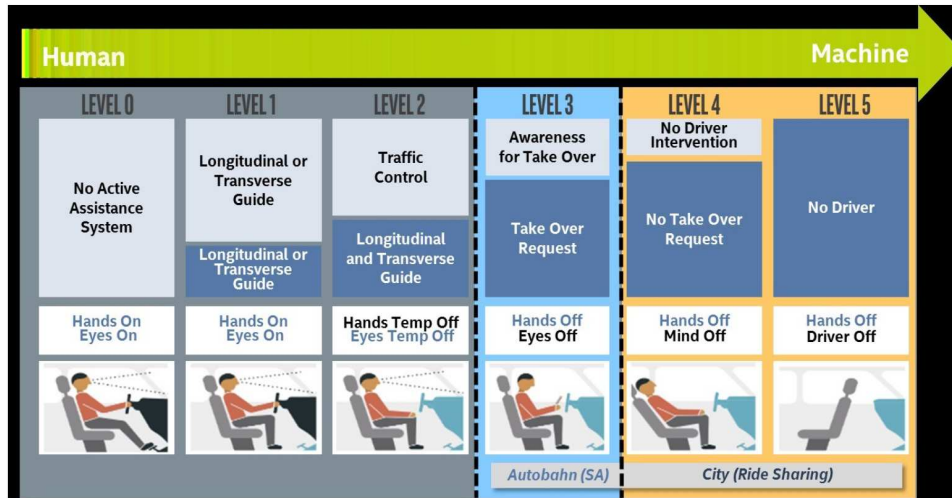 Human
Machine
LEVEL 0
LEVEL 1
LEVEL 2
LEVEL 3
LEVEL 4
LEVEL 5
No Active
Assistance
System
Longitudinal or
Transverse
Guide
Longitudinal or
Transverse
Guide
Traffic
Control
Longitudinal
and Transverse
Guide
Awareness
for Take Over
Take Over
Request
No Driver
Intervention
No Take Over
Request
No Driver
Hands On
Eyes On
Hands On
Eyes On
Hands Temp Off
Eyes Temp Off
Hands Off
Eyes Off
Hands Off
Mind Off
Hands Off
Driver Off
Autobahn (SA)
City (Ride Sharing)